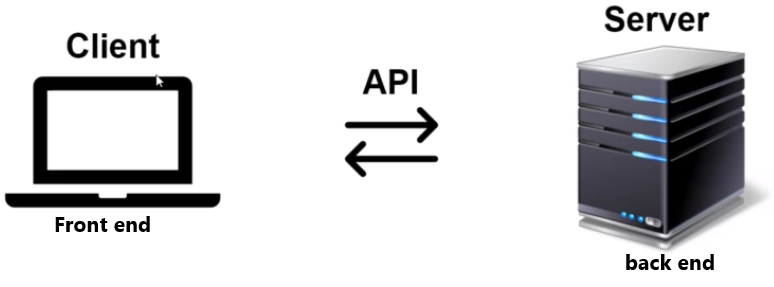 Client
Server
API
Front end
back end